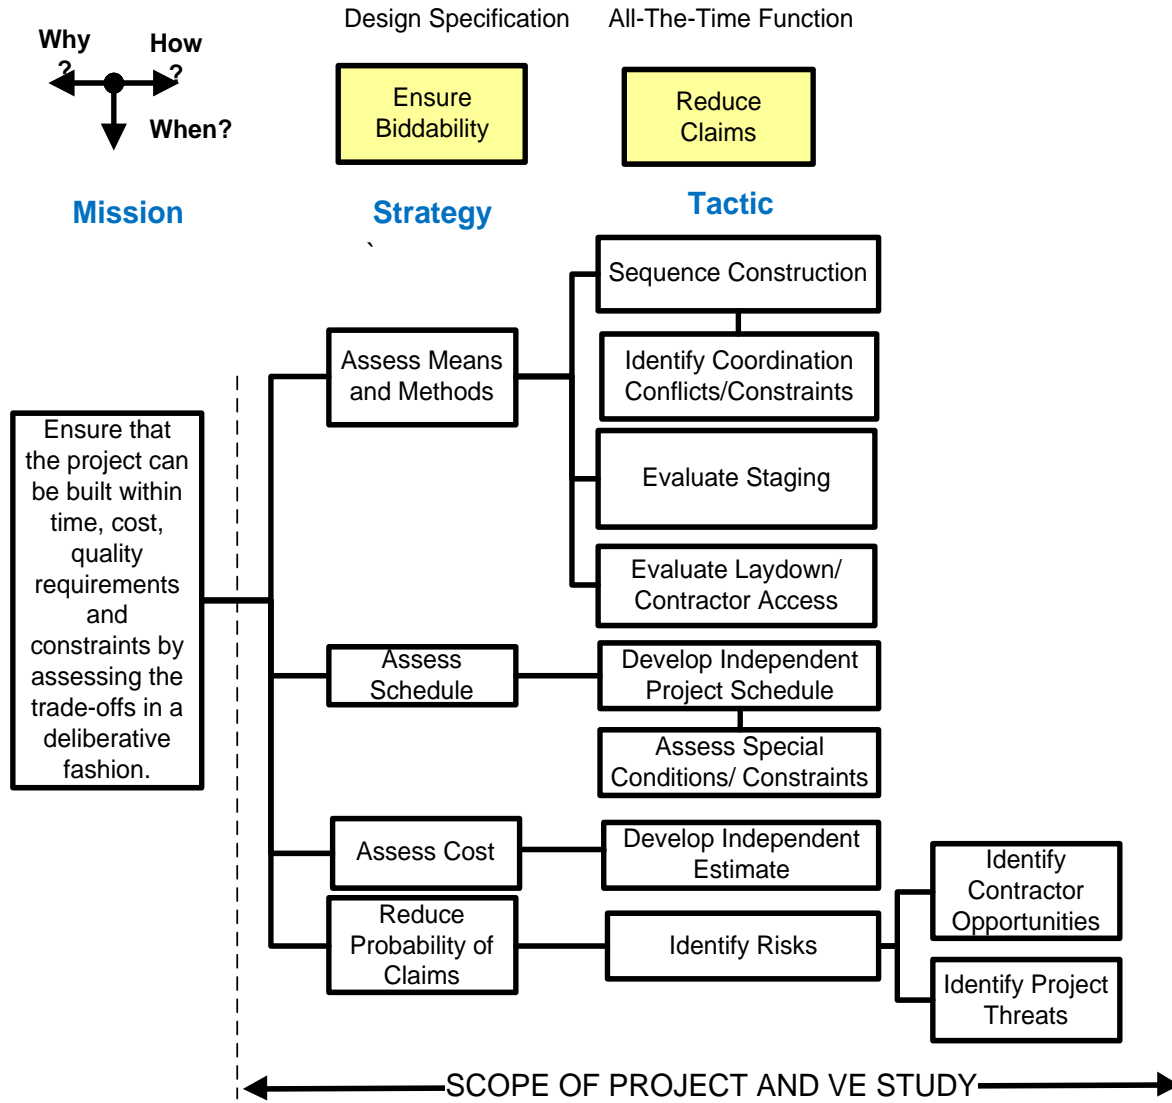 Design Specification
All-The-Time Function
Why
?
How
?
When?
Ensure
Biddability
Reduce
Claims
Mission
Strategy
Tactic
`
Sequence Construction
Assess Means
and Methods
Identify Coordination
Conflicts/Constraints
Ensure that
the project can
be built within
time, cost,
quality
requirements
and
constraints by
assessing the
trade-offs in a
deliberative
fashion.
Evaluate Staging
Evaluate Laydown/
Contractor Access
Assess
Schedule
Develop Independent
Project Schedule
Assess Special
Conditions/ Constraints
Assess Cost
Develop Independent
Estimate
Identify
Contractor
Opportunities
Reduce
Probability of
Claims
Identify Risks
Identify Project
Threats
SCOPE OF PROJECT AND VE STUDY